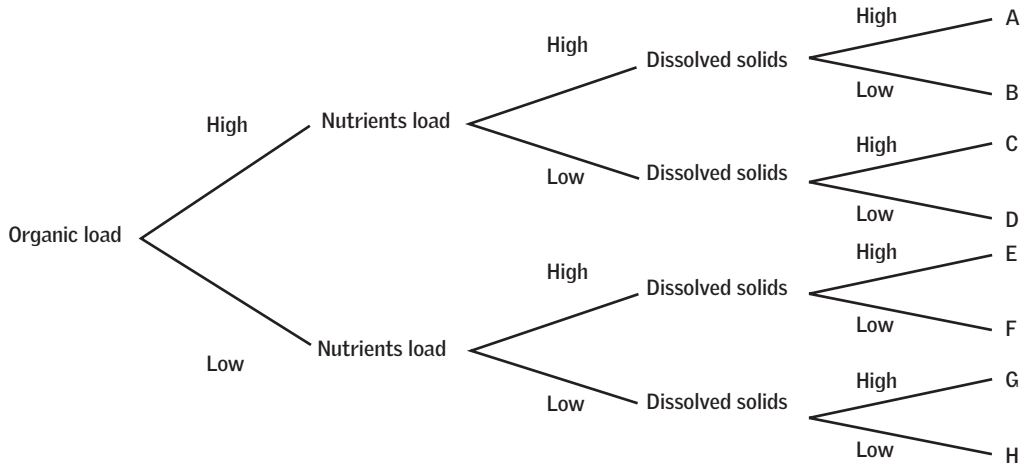 High
A
High
Dissolved solids
Low
B
High
Nutrients load
High
C
Low
Dissolved solids
Low
D
Organic load
High
E
High
Dissolved solids
Low
F
Low
Nutrients load
High
G
Low
Dissolved solids
Low
H